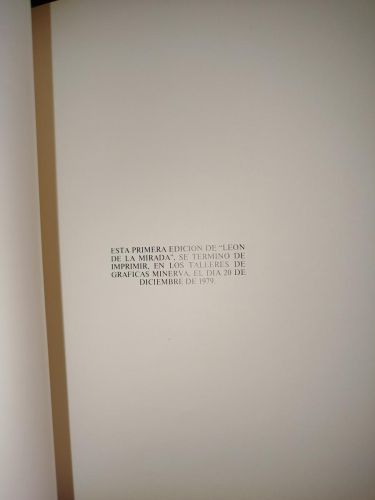 ESTA PRIMERA EDICION DE "LEON
DE LA MIRADA", SE TERMINO DE
IMPRIMIR, EN LOS TALLERES DE
GRAFICAS MINERVA, EL DIA 20 DE
DICIEMBRE DE 1979.